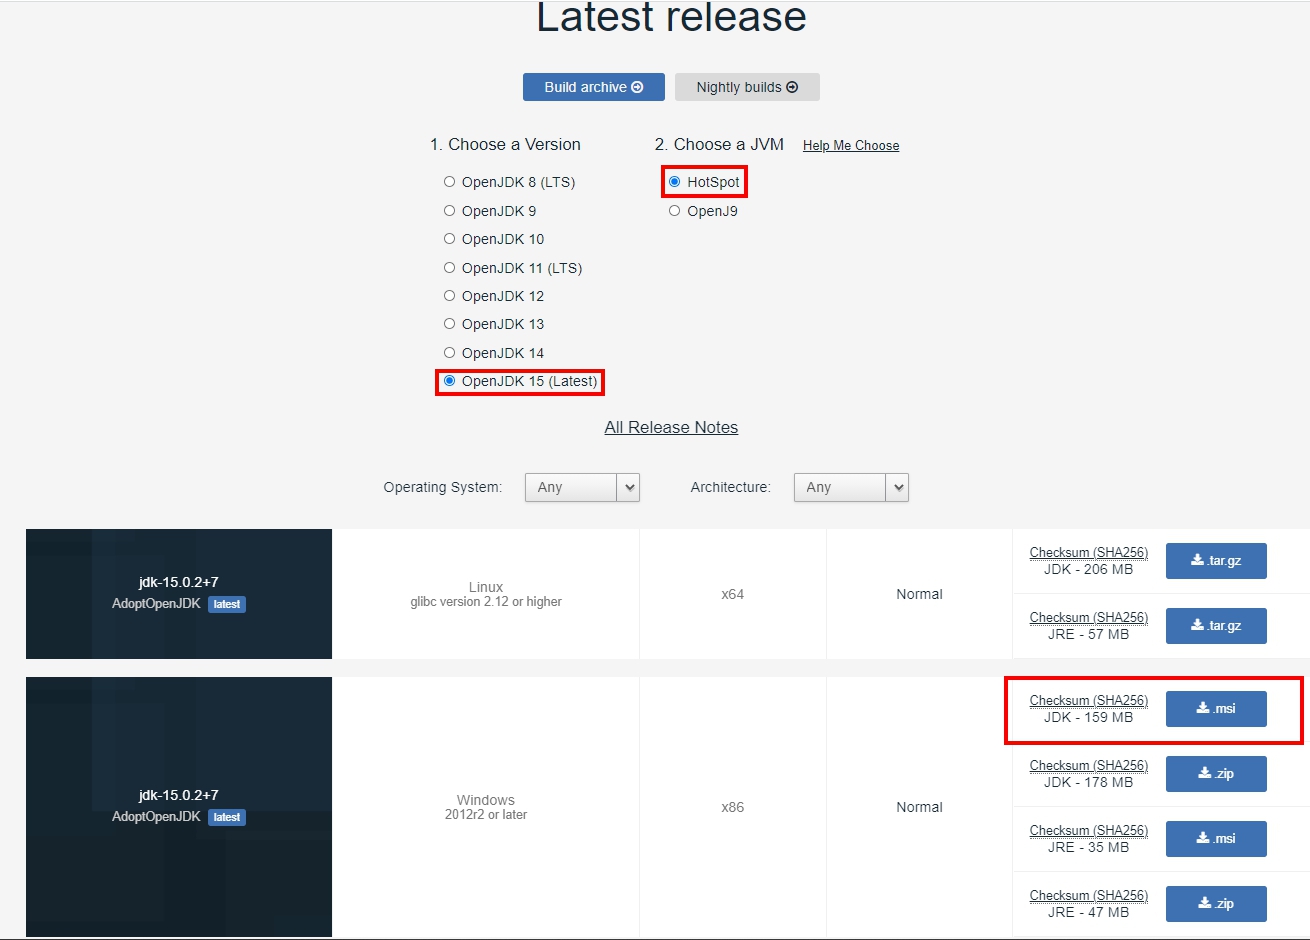 Latest release
Build archive
Nightly builds
1. Choose a Version
2. Choose a JVM
Help Me Choose
OpenJDK 8 (LTS)
OpenJDK 9
OpenJDK 10
OpenJDK 11 (LTS)
OpenJDK 12
OpenJDK 13
OpenJDK 14
OpenJDK 15 (Latest)
HotSpot
OpenJ9
All Release Notes
Operating System:
Any
Architecture:
Any
jdk-15.0.2+7
AdoptOpenJDK latest
Linux
glibc version 2.12 or higher
x64
Normal
Checksum (SHA256)
JDK - 206 MB
.tar.gz
Checksum (SHA256)
JRE - 57 MB
.tar.gz
jdk-15.0.2+7
AdoptOpenJDK latest
Windows
2012r2 or later
x86
Normal
Checksum (SHA256)
JDK - 159 MB
.msi
Checksum (SHA256)
JDK - 178 MB
.zip
Checksum (SHA256)
JRE - 35 MB
.msi
Checksum (SHA256)
JRE - 47 MB
.zip